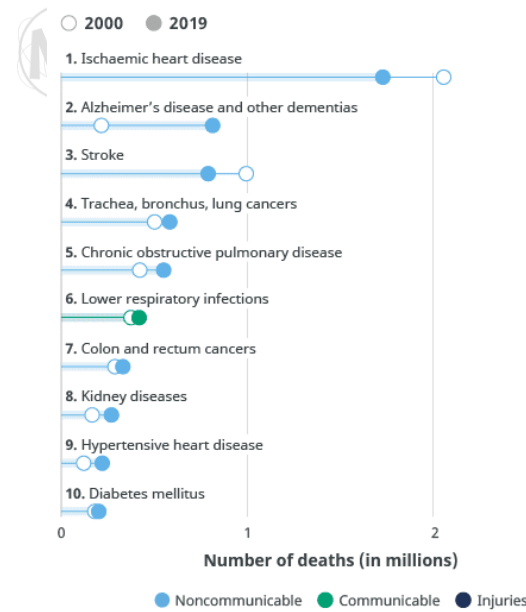 2000 2019
1. Ischaemic heart disease
2. Alzheimer's disease and other dementias
3. Stroke
4. Trachea, bronchus, lung cancers
5. Chronic obstructive pulmonary disease
6. Lower respiratory infections
7. Colon and rectum cancers
8. Kidney diseases
9. Hypertensive heart disease
10. Diabetes mellitus
0 1 2
Number of deaths (in millions)
Noncommunicable Communicable Injuries